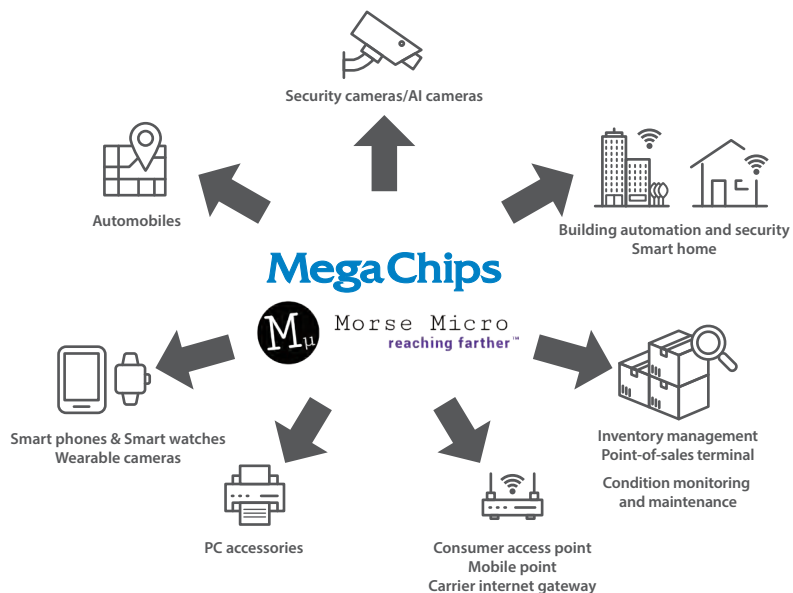 Security cameras/AI cameras
Automobiles
Building automation and security
Smart home
MegaChips
Mμ
Morse Micro
reaching farther™
Smart phones & Smart watches
Wearable cameras
Inventory management
Point-of-sales terminal
Condition monitoring
and maintenance
PC accessories
Consumer access point
Mobile point
Carrier internet gateway